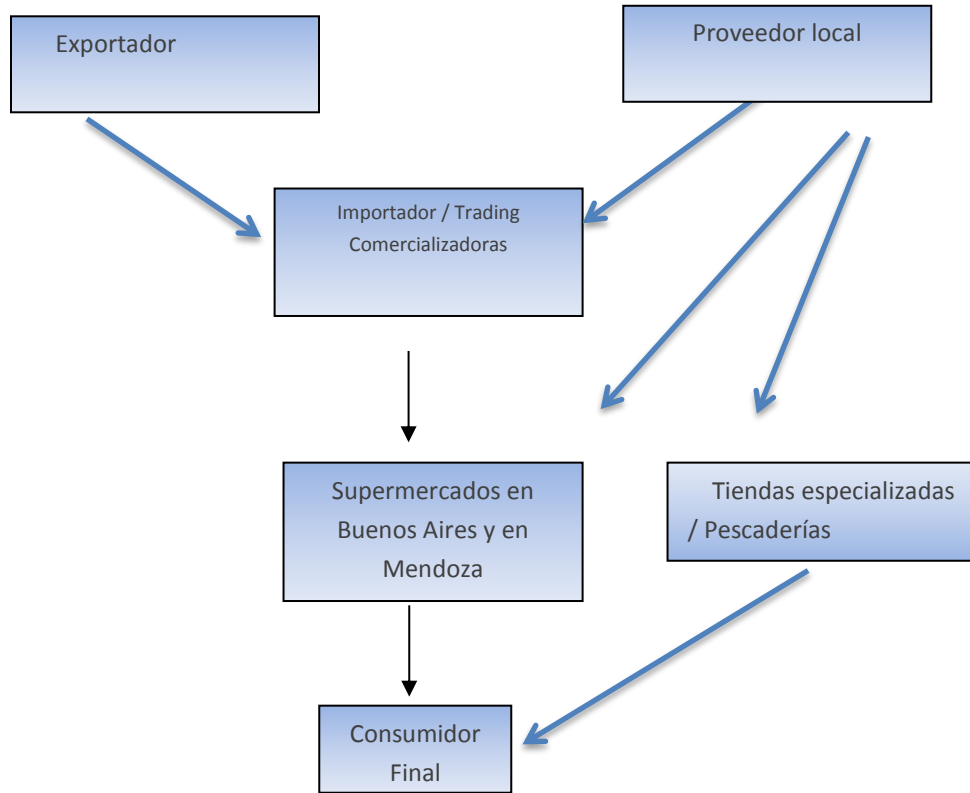 Exportador
Proveedor local
Importador / Trading
Comercializadoras
Supermercados en
Buenos Aires y en
Mendoza
Tiendas especializadas
/ Pescaderías
Consumidor
Final